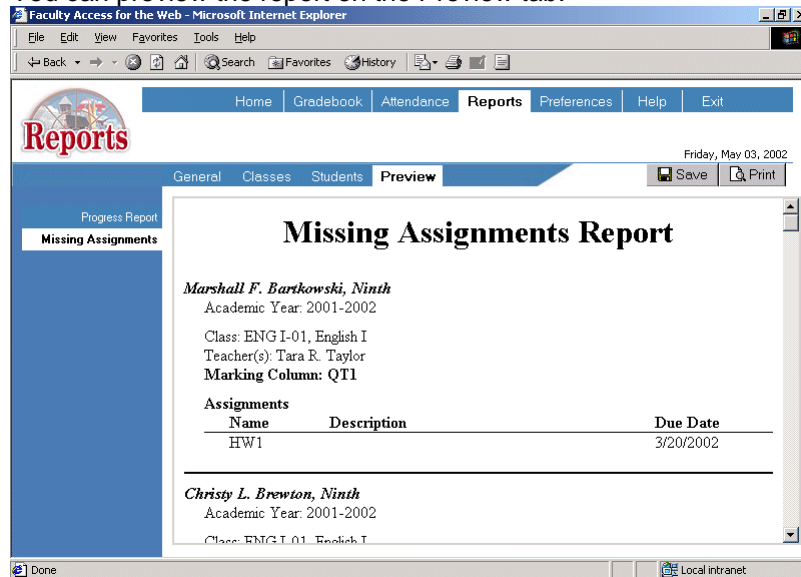 You can preview the report on the Preview tab.
Faculty Access for the Web - Microsoft Internet Explorer
File Edit View Favorites Tools Help
Back Search Favorites History
Home Gradebook Attendance Reports Preferences Help Exit
Reports
Friday, May 03, 2002
General Classes Students Preview Save Print
Progress Report
Missing Assignments
Missing Assignments Report
Marshall F. Bartkowski, Ninth
Academic Year: 2001-2002
Class: ENG I-01, English I
Teacher(s): Tara R. Taylor
Marking Column: QT1
Assignments
Name Description Due Date
HW1 3/20/2002
Christy L. Brewton, Ninth
Academic Year: 2001-2002
Class: ENG I-01, English I
Done Local intranet